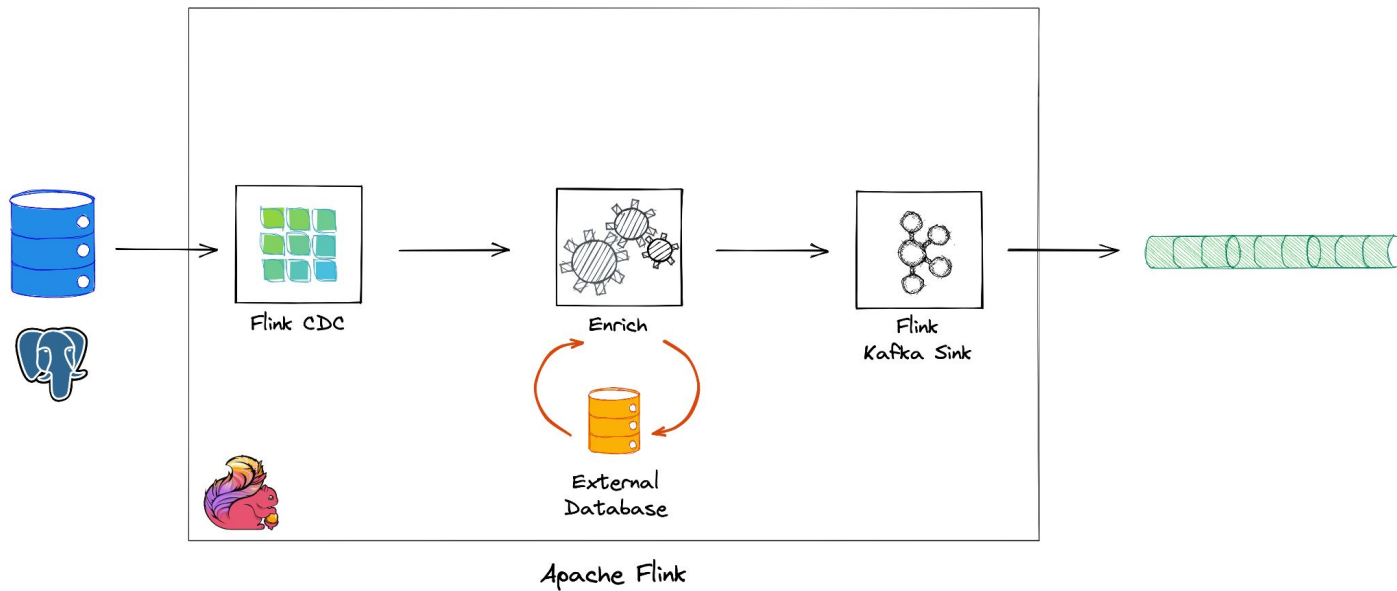 Flink CDC
Enrich
Flink
Kafka Sink
External
Database
Apache Flink